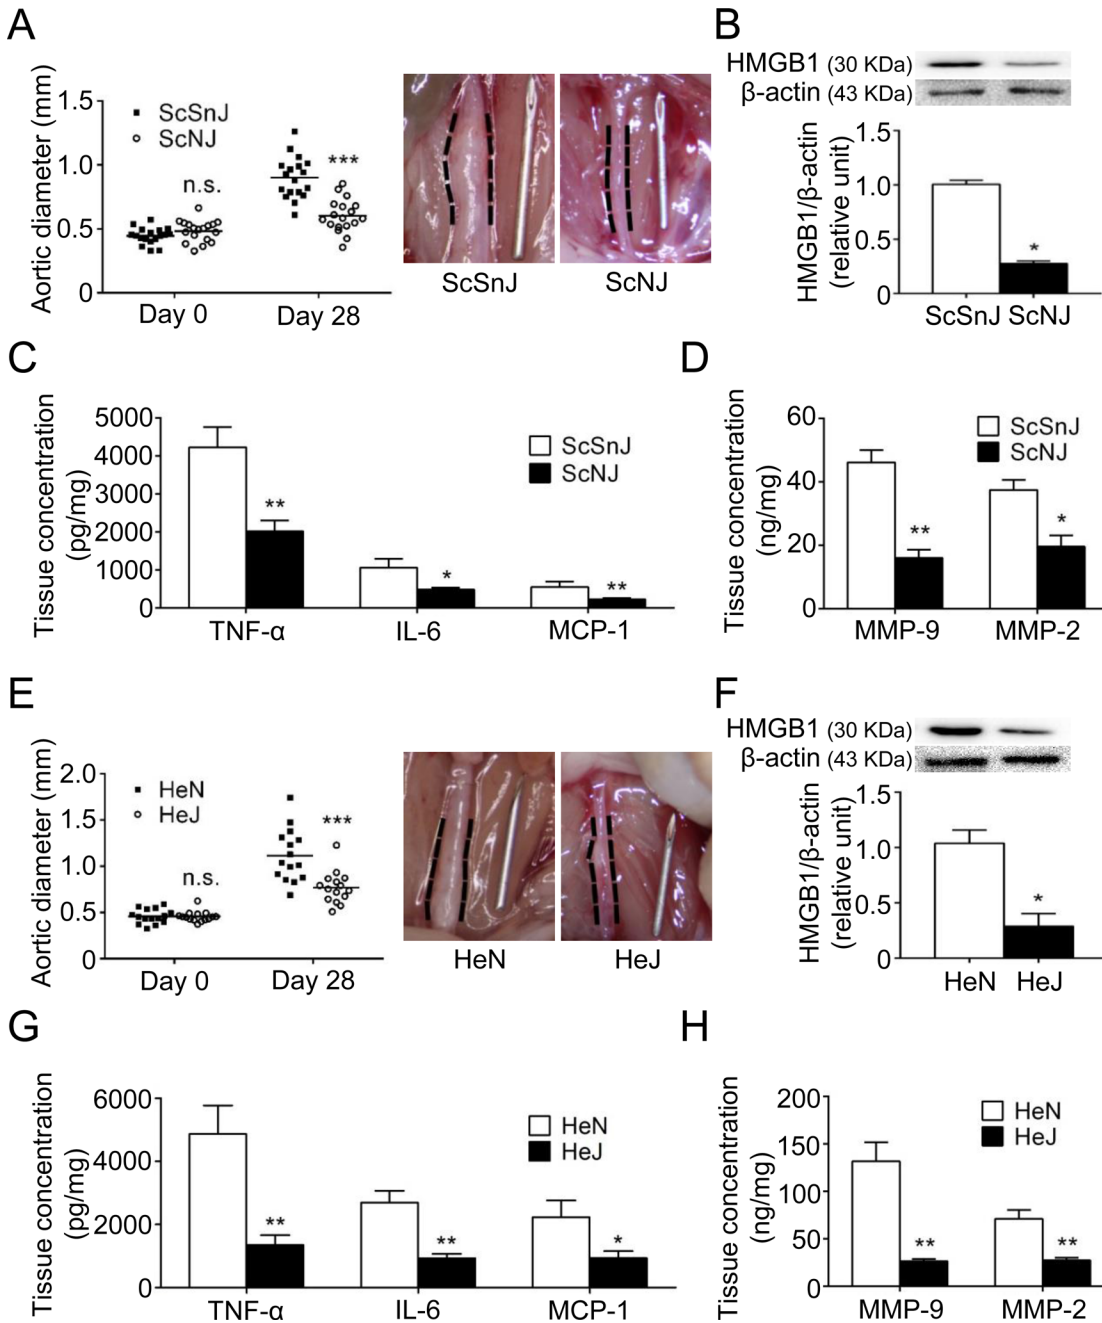 A
Aortic diameter (mm)
1.5
1.0
0.5
0
ScSnJ
ScNJ
n.s.
***
Day 0
Day 28
ScSnJ
ScNJ
B
HMGB1 (30 KDa)
β-actin (43 KDa)
HMGB1/β-actin
(relative unit)
1.5
1.0
0.5
0
*
ScSnJ ScNJ
C
Tissue concentration
(pg/mg)
5000
4000
3000
2000
1000
0
ScSnJ
ScNJ
**
*
**
TNF-α
IL-6
MCP-1
D
Tissue concentration
(ng/mg)
60
40
20
0
ScSnJ
ScNJ
**
*
MMP-9
MMP-2
E
Aortic diameter (mm)
2.0
1.5
1.0
0.5
0
HeN
HeJ
n.s.
***
Day 0
Day 28
HeN
HeJ
F
HMGB1 (30 KDa)
β-actin (43 KDa)
HMGB1/β-actin
(relative unit)
1.5
1.0
0.5
0
*
HeN HeJ
G
Tissue concentration
(pg/mg)
6000
4000
2000
0
HeN
HeJ
**
**
*
TNF-α
IL-6
MCP-1
H
Tissue concentration
(ng/mg)
200
150
100
50
0
HeN
HeJ
**
**
MMP-9
MMP-2